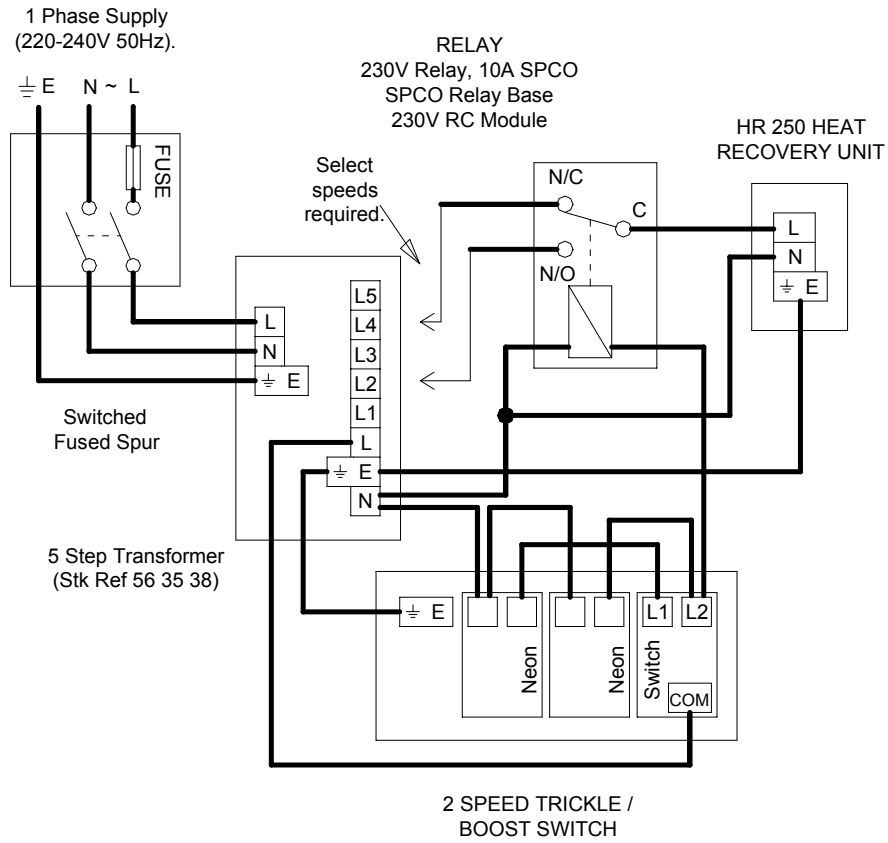 1 Phase Supply
(220-240V 50Hz).
E
N ~ L
FUSE
Switched
Fused Spur
RELAY
230V Relay, 10A SPCO
SPCO Relay Base
230V RC Module
Select
speeds
required.
N/C
C
N/O
HR 250 HEAT
RECOVERY UNIT
L
N
E
L
N
E
L5
L4
L3
L2
L1
L
E
N
5 Step Transformer
(Stk Ref 56 35 38)
E
Neon
Neon
Switch
L1
L2
COM
2 SPEED TRICKLE /
BOOST SWITCH